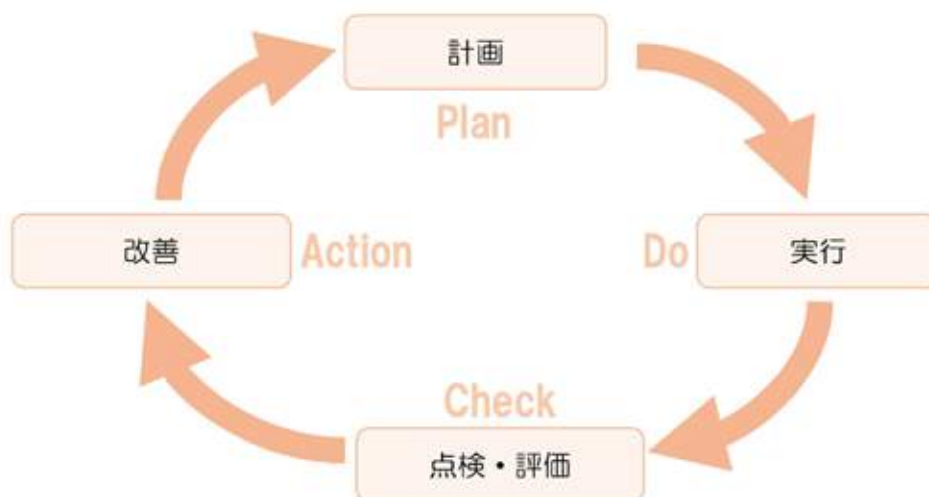 計画
Plan
改善
Action
Do
実行
Check
点検・評価